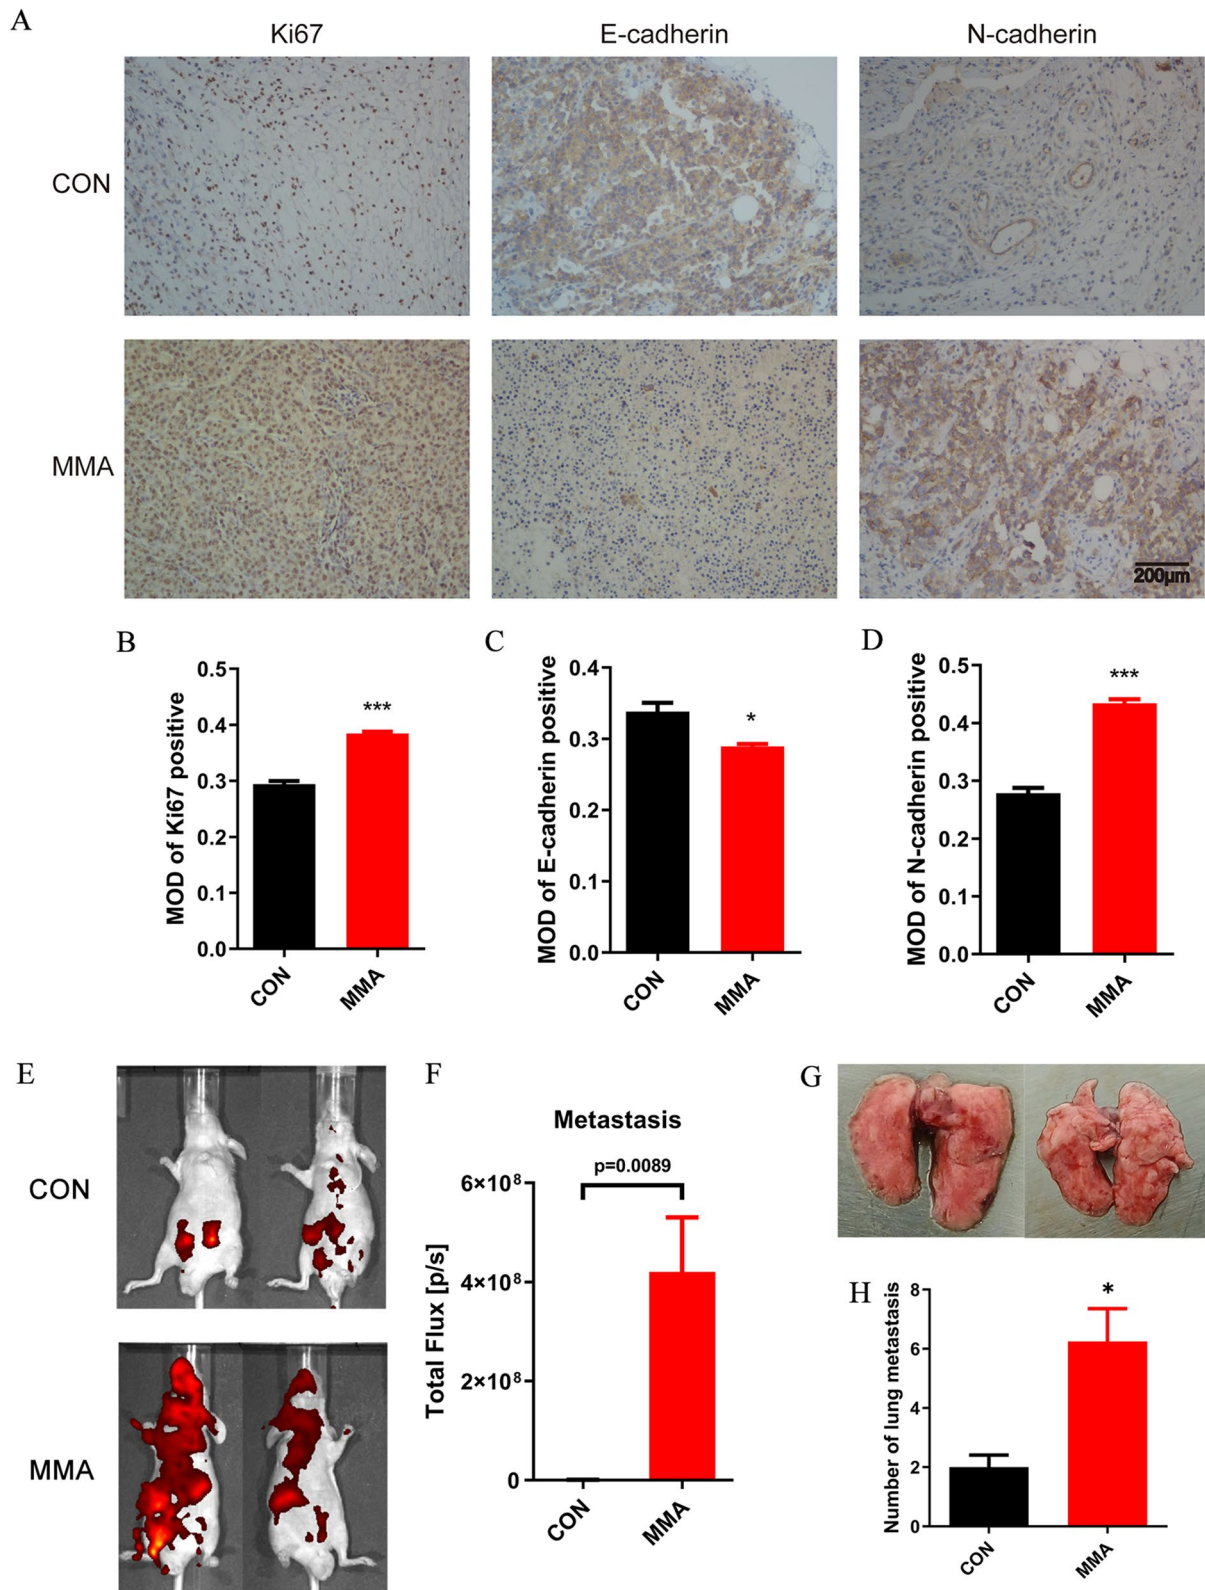 A
Ki67 E-cadherin N-cadherin
CON
MMA
200µm
B
MOD of Ki67 positive
0.5
0.4
0.3
0.2
0.1
0.0
***
CON MMA
C
MOD of E-cadherin positive
0.4
0.3
0.2
0.1
0.0
*
CON MMA
D
MOD of N-cadherin positive
0.5
0.4
0.3
0.2
0.1
0.0
***
CON MMA
E
CON
MMA
F
Metastasis
p=0.0089
Total Flux [p/s]
6×10⁸
4×10⁸
2×10⁸
0
CON MMA
G
H
Number of lung metastasis
8
6
4
2
0
*
CON MMA